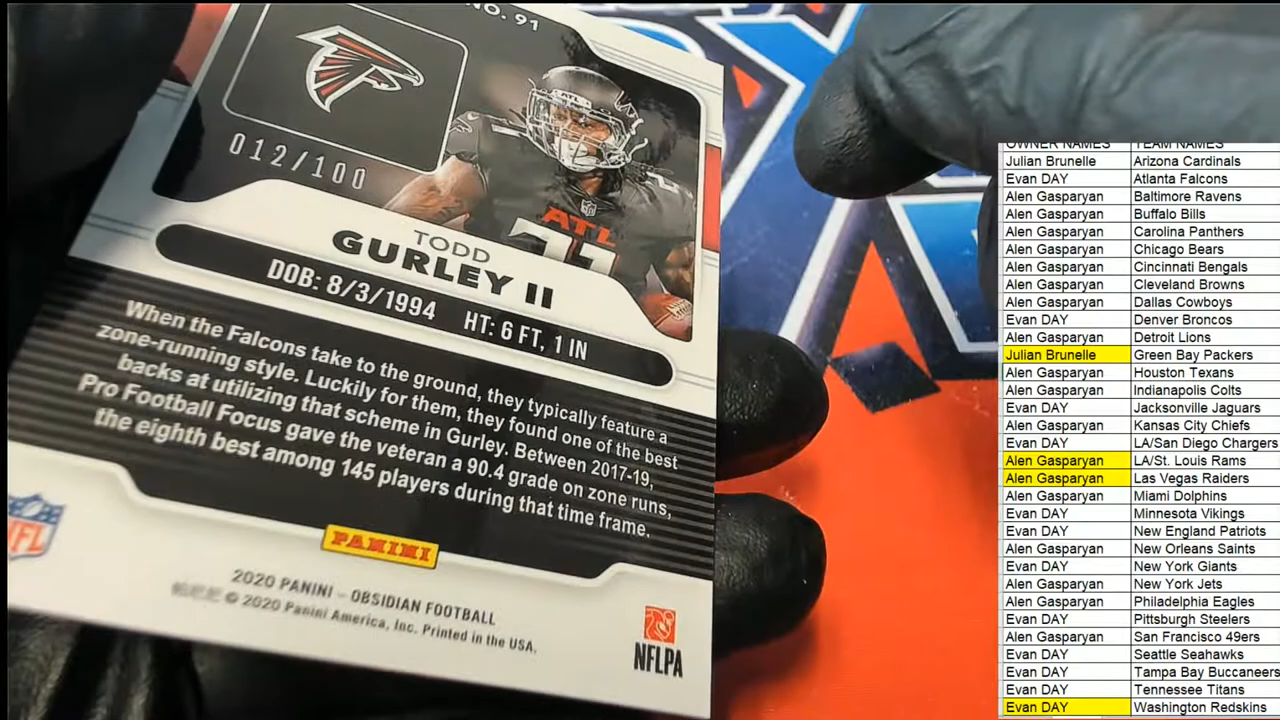 NO. 91
012/100
ATL
TODD
GURLEY II
DOB: 8/3/1994 HT: 6 FT, 1 IN
When the Falcons take to the ground, they typically feature a
zone-running style. Luckily for them, they found one of the best
backs at utilizing that scheme in Gurley. Between 2017-19,
Pro Football Focus gave the veteran a 90.4 grade on zone runs,
the eighth best among 145 players during that time frame.
PANINI
NFL
2020 PANINI – OBSIDIAN FOOTBALL
© 2020 Panini America, Inc. Printed in the USA.
NFLPA
OWNER NAMES TEAM NAMES
Julian Brunelle Arizona Cardinals
Evan DAY Atlanta Falcons
Alen Gasparyan Baltimore Ravens
Alen Gasparyan Buffalo Bills
Alen Gasparyan Carolina Panthers
Alen Gasparyan Chicago Bears
Alen Gasparyan Cincinnati Bengals
Alen Gasparyan Cleveland Browns
Alen Gasparyan Dallas Cowboys
Evan DAY Denver Broncos
Alen Gasparyan Detroit Lions
Julian Brunelle Green Bay Packers
Alen Gasparyan Houston Texans
Alen Gasparyan Indianapolis Colts
Evan DAY Jacksonville Jaguars
Alen Gasparyan Kansas City Chiefs
Evan DAY LA/San Diego Chargers
Alen Gasparyan LA/St. Louis Rams
Alen Gasparyan Las Vegas Raiders
Alen Gasparyan Miami Dolphins
Evan DAY Minnesota Vikings
Evan DAY New England Patriots
Alen Gasparyan New Orleans Saints
Evan DAY New York Giants
Alen Gasparyan New York Jets
Alen Gasparyan Philadelphia Eagles
Evan DAY Pittsburgh Steelers
Alen Gasparyan San Francisco 49ers
Evan DAY Seattle Seahawks
Evan DAY Tampa Bay Buccaneers
Evan DAY Tennessee Titans
Evan DAY Washington Redskins